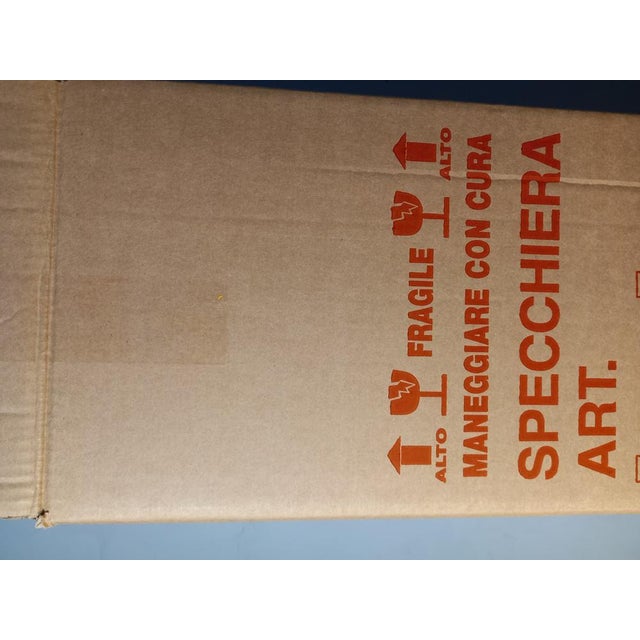 ALTO FRAGILE ALTO
MANEGGIARE CON CURA
SPECCHIERA
ART.